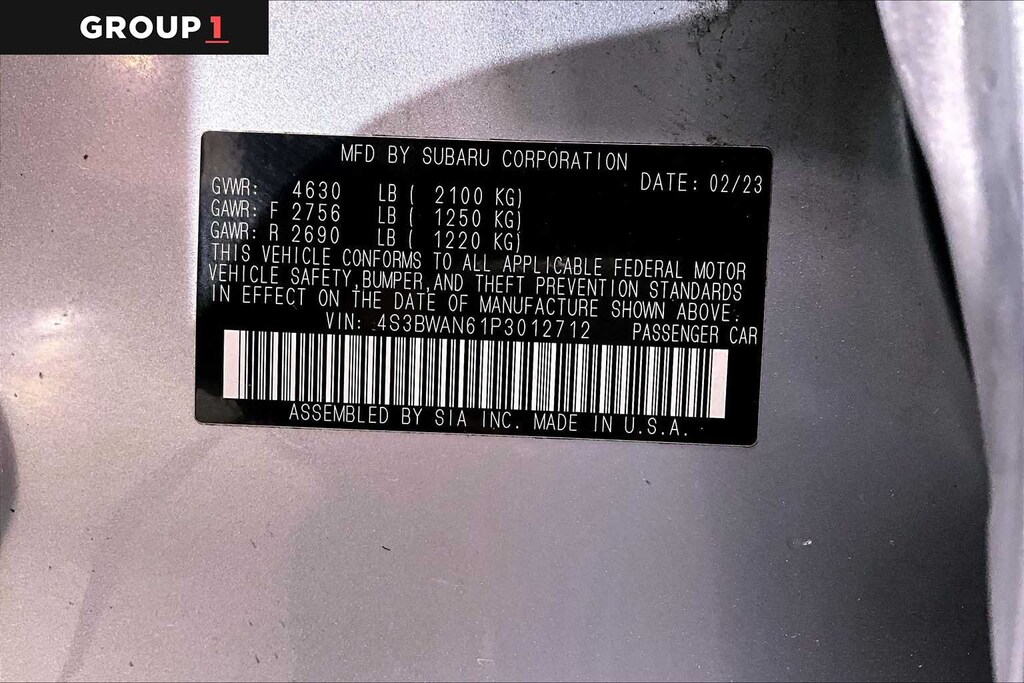 GROUP 1
MFD BY SUBARU CORPORATION
DATE: 02/23
GVWR: 4630 LB ( 2100 KG)
GAWR: F 2756 LB ( 1250 KG)
GAWR: R 2690 LB ( 1220 KG)
THIS VEHICLE CONFORMS TO ALL APPLICABLE FEDERAL MOTOR
VEHICLE SAFETY,BUMPER,AND THEFT PREVENTION STANDARDS
IN EFFECT ON THE DATE OF MANUFACTURE SHOWN ABOVE.
VIN: 4S3BWAN61P3012712 PASSENGER CAR
ASSEMBLED BY SIA INC. MADE IN U.S.A.